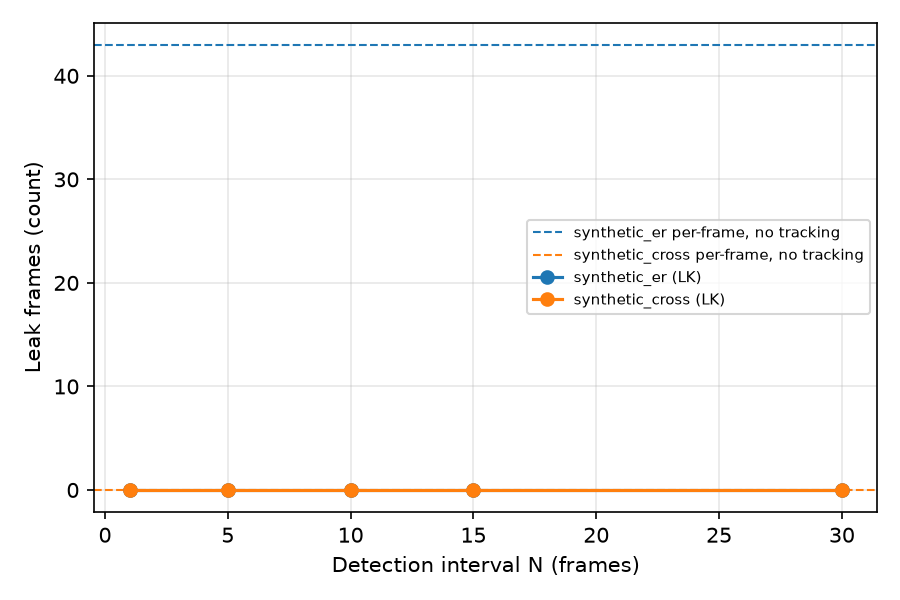 Leak frames (count)
40
30
20
10
0
synthetic_er per-frame, no tracking
synthetic_cross per-frame, no tracking
synthetic_er (LK)
synthetic_cross (LK)
0 5 10 15 20 25 30
Detection interval N (frames)